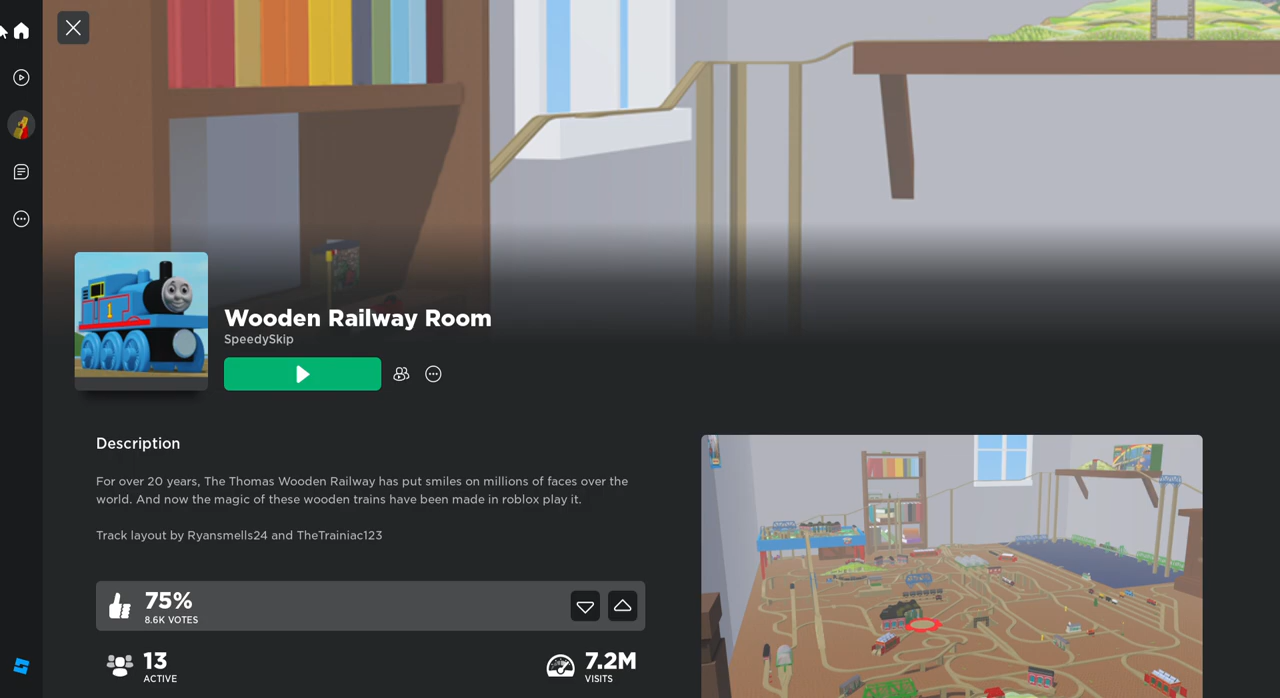 1
Wooden Railway Room
SpeedySkip
Description
For over 20 years, The Thomas Wooden Railway has put smiles on millions of faces over the
world. And now the magic of these wooden trains have been made in roblox play it.
Track layout by Ryansmells24 and TheTrainiac123
75%
8.6K VOTES
13
ACTIVE
7.2M
VISITS